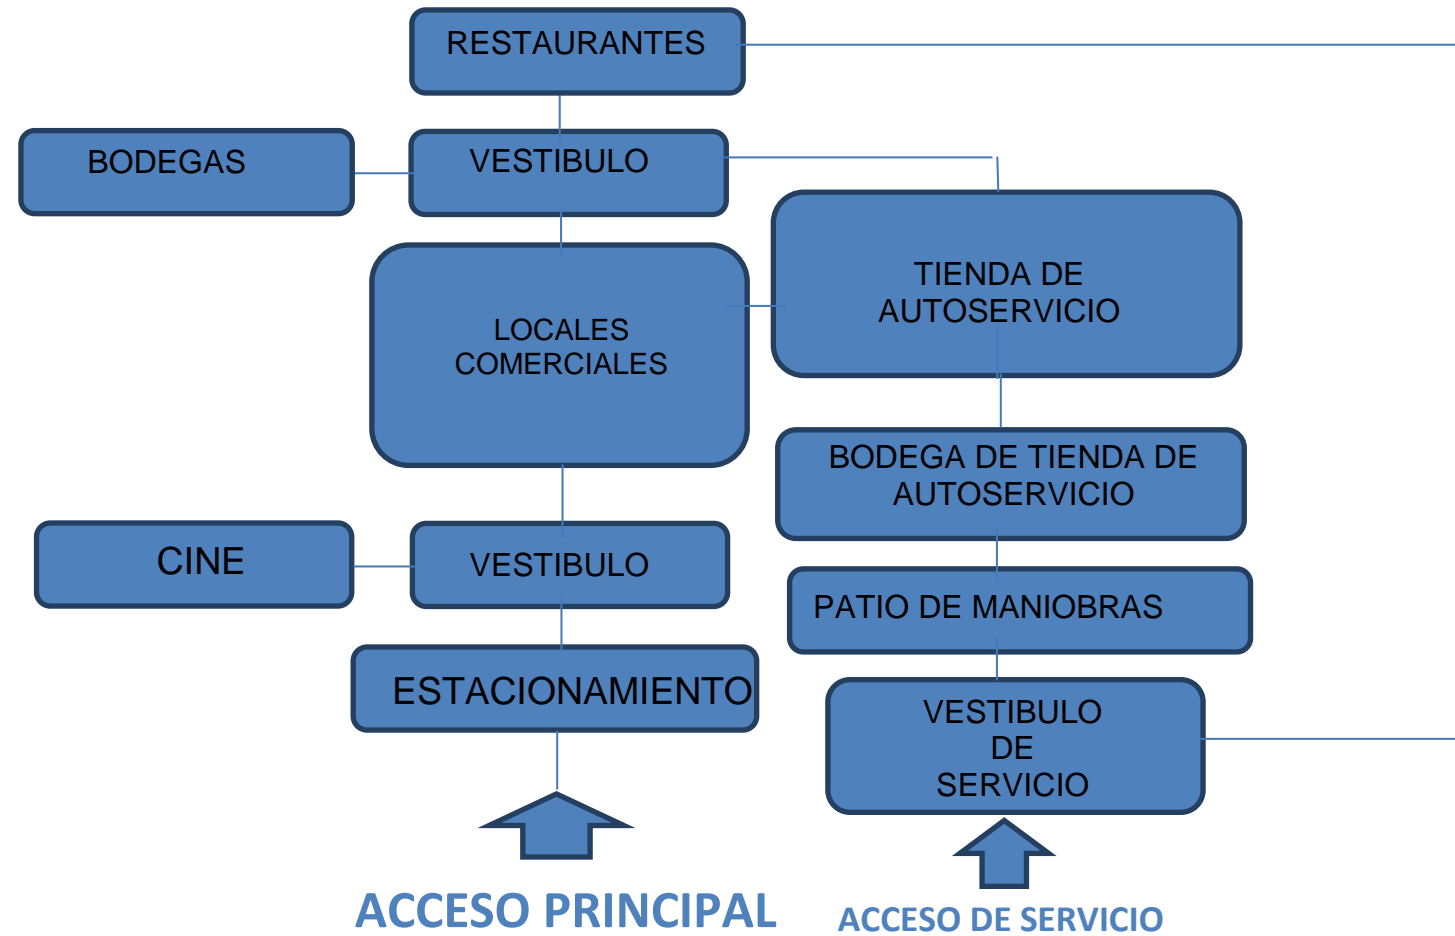 RESTAURANTES
BODEGAS
VESTIBULO
TIENDA DE
AUTOSERVICIO
LOCALES
COMERCIALES
BODEGA DE TIENDA DE
AUTOSERVICIO
CINE
VESTIBULO
PATIO DE MANIOBRAS
ESTACIONAMIENTO
VESTIBULO
DE
SERVICIO
ACCESO PRINCIPAL
ACCESO DE SERVICIO